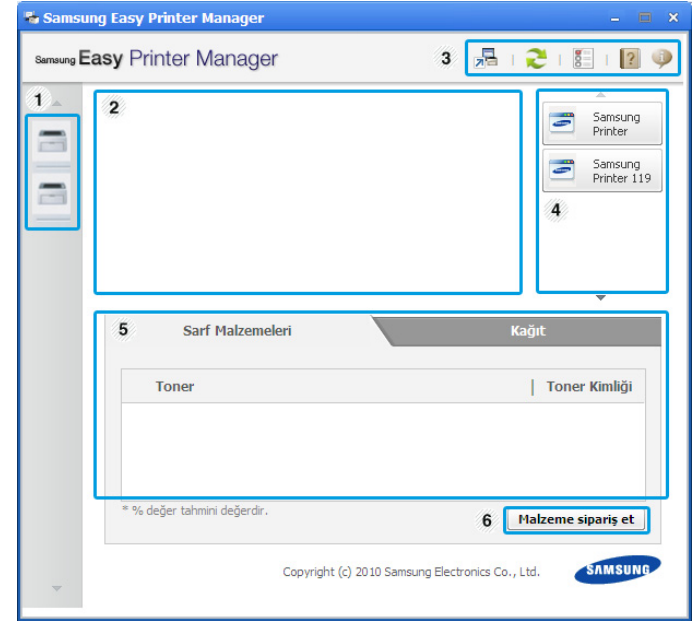 Samsung Easy Printer Manager
Samsung Easy Printer Manager
3
1
2
Samsung
Printer
Samsung
Printer 119
4
5 Sarf Malzemeleri Kağıt
Toner | Toner Kimliği
* % değer tahmini değerdir.
6 Malzeme sipariş et
Copyright (c) 2010 Samsung Electronics Co., Ltd. SAMSUNG